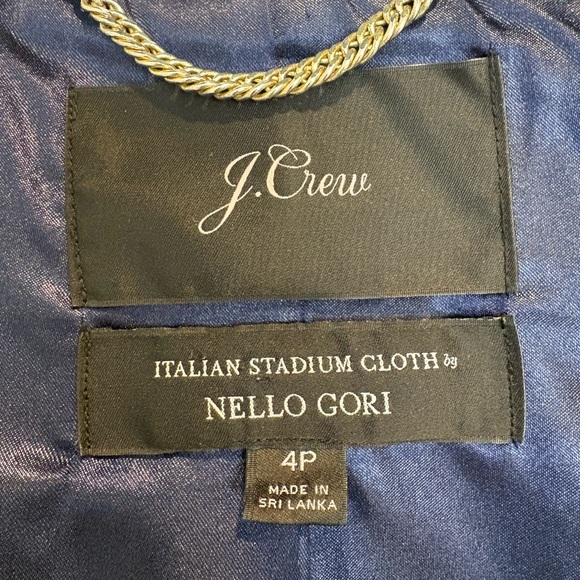 J.Crew
ITALIAN STADIUM CLOTH by
NELLO GORI
4P
MADE IN
SRI LANKA